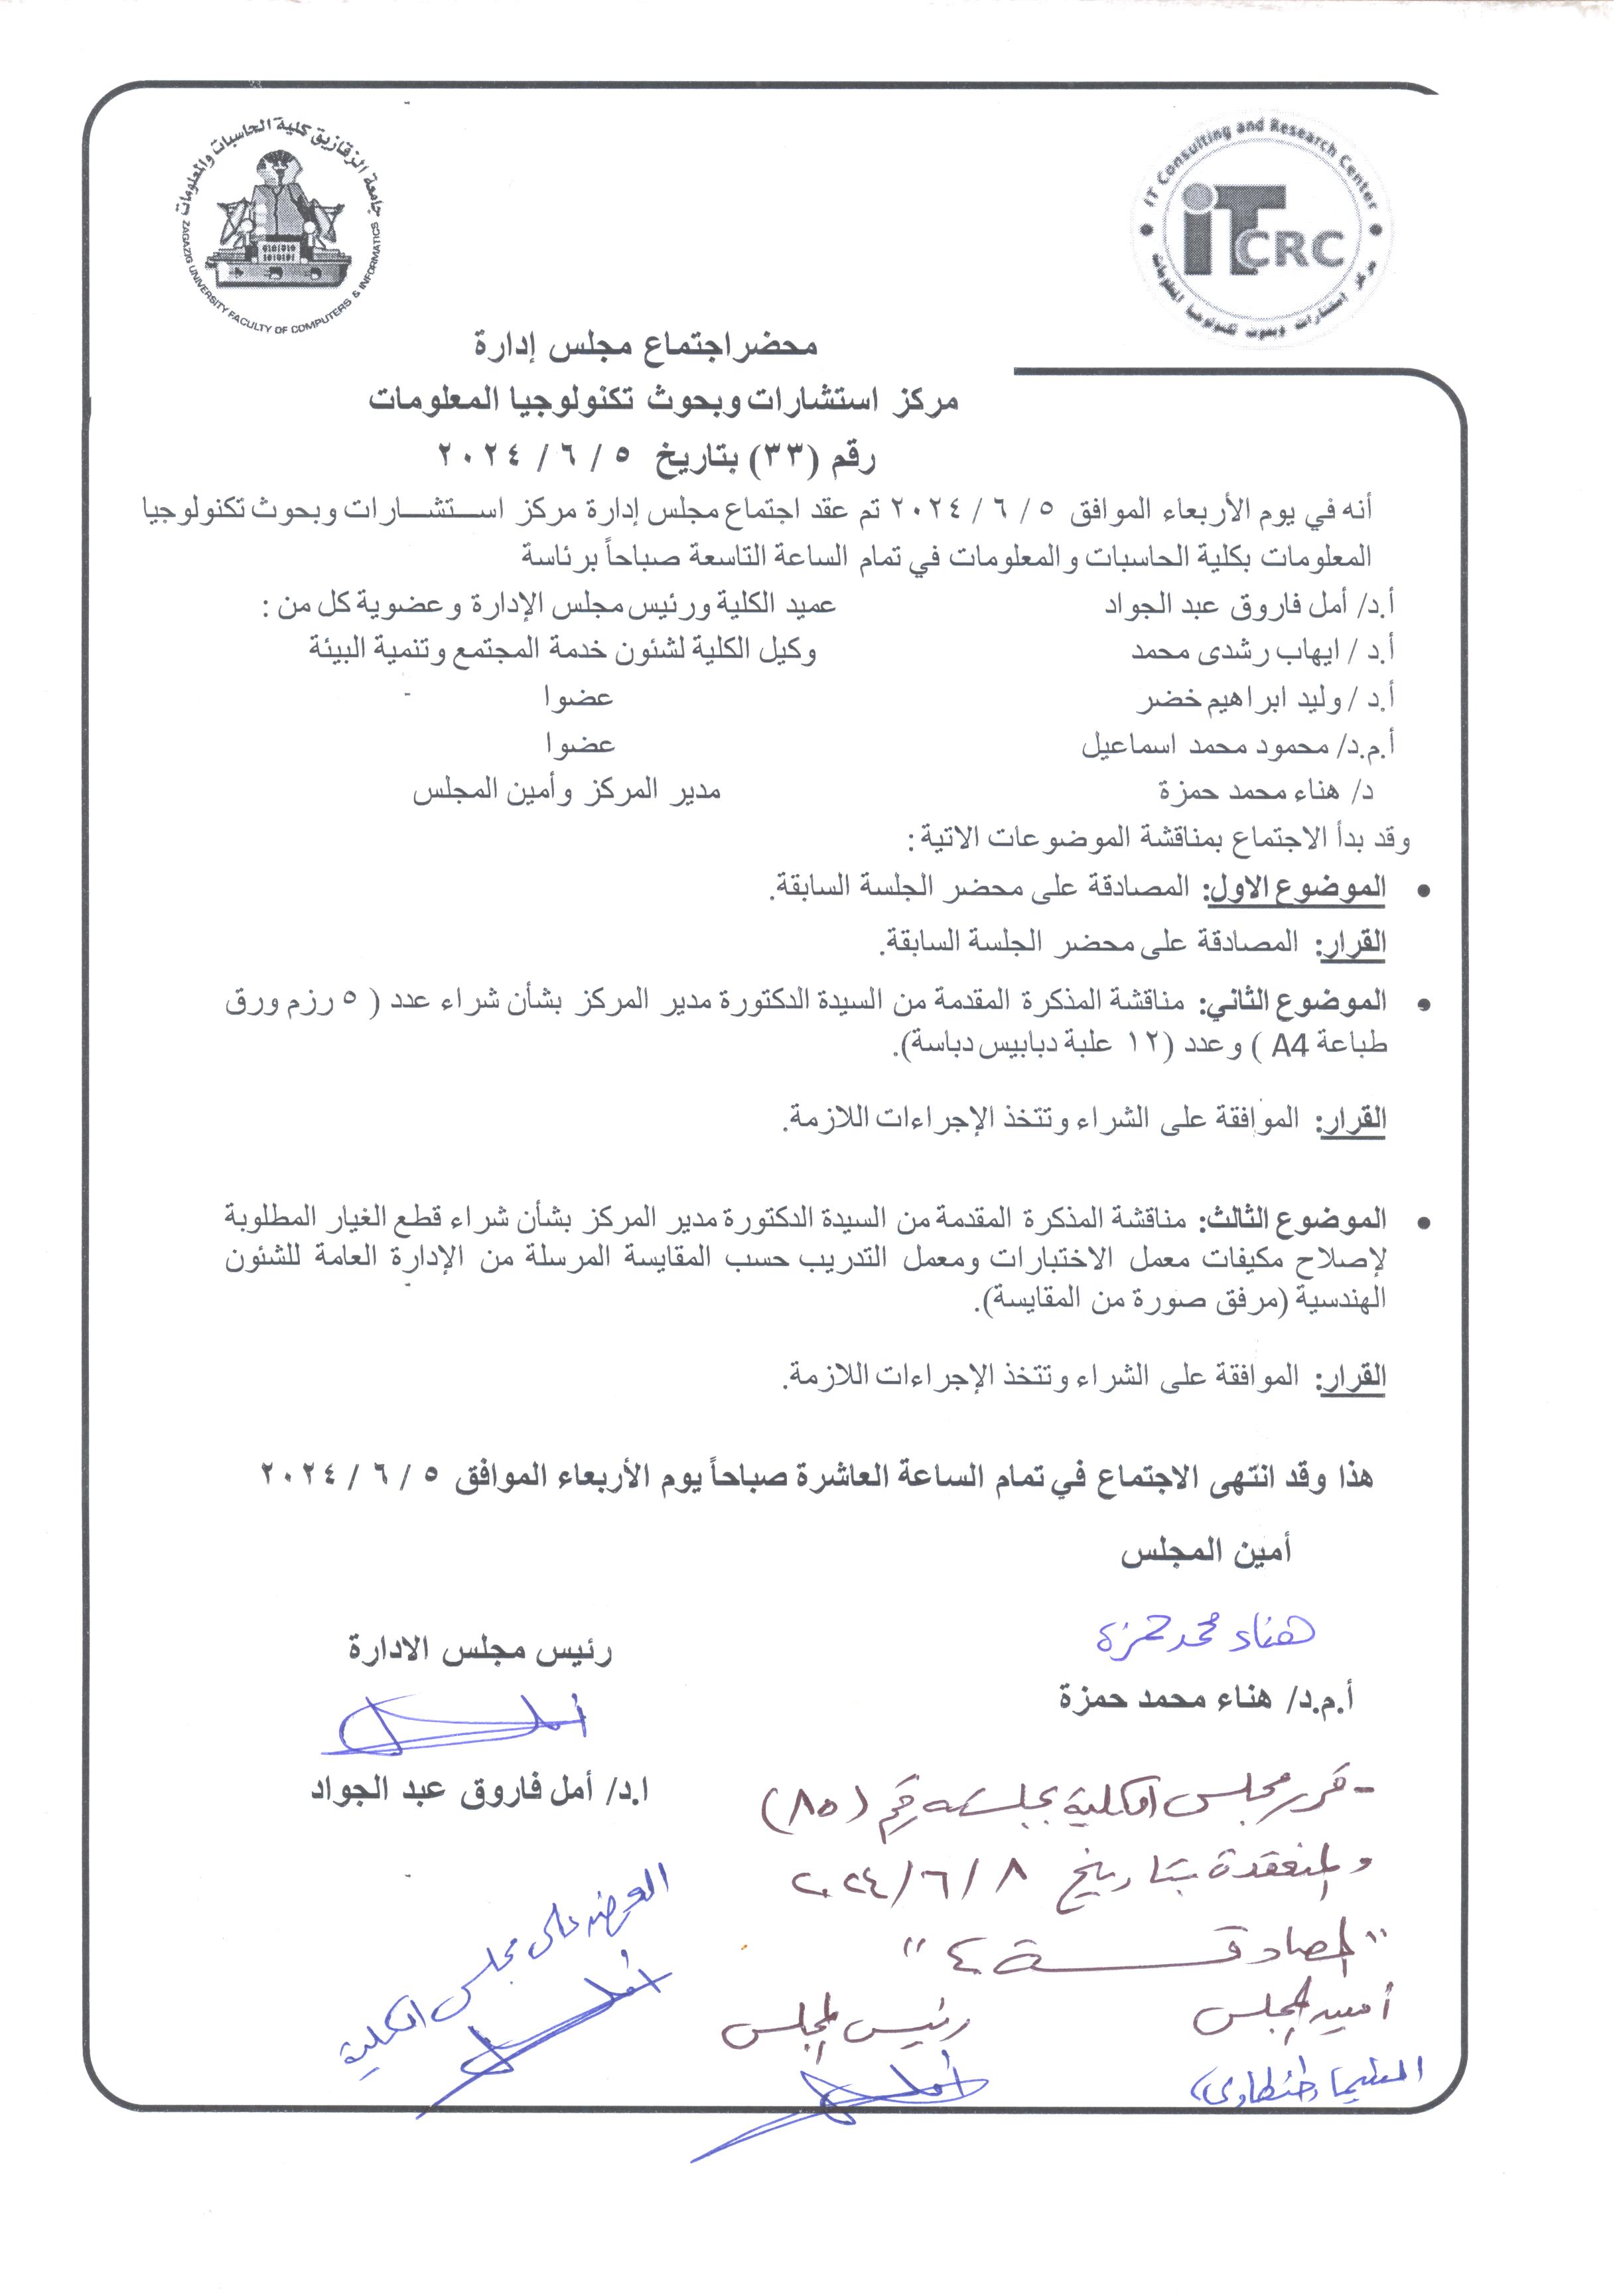 جامعة الزقازيق كلية الحاسبات والمعلومات
ZAGAZIG UNIVERSITY FACULTY OF COMPUTERS & INFORMATICS
IT Consulting and Research Center
iTCRC
مركز استشارات وبحوث تكنولوجيا المعلومات
محضر اجتماع مجلس إدارة
مركز استشارات وبحوث تكنولوجيا المعلومات
رقم (٣٣) بتاريخ ٥ / ٦ / ٢٠٢٤
أنه في يوم الأربعاء الموافق ٥ / ٦ / ٢٠٢٤ تم عقد اجتماع مجلس إدارة مركز استشارات وبحوث تكنولوجيا
المعلومات بكلية الحاسبات والمعلومات في تمام الساعة التاسعة صباحاً برئاسة
أ.د/ أمل فاروق عبد الجواد عميد الكلية ورئيس مجلس الإدارة وعضوية كل من :
أ.د / ايهاب رشدى محمد وكيل الكلية لشئون خدمة المجتمع وتنمية البيئة
أ.د / وليد ابراهيم خضر عضوا
أ.م.د/ محمود محمد اسماعيل عضوا
د/ هناء محمد حمزة مدير المركز وأمين المجلس
وقد بدأ الاجتماع بمناقشة الموضوعات الاتية :
• الموضوع الاول: المصادقة على محضر الجلسة السابقة.
القرار: المصادقة على محضر الجلسة السابقة.
• الموضوع الثاني: مناقشة المذكرة المقدمة من السيدة الدكتورة مدير المركز بشأن شراء عدد ( ٥ رزم ورق
طباعة A4 ) وعدد (١٢ علبة دبابيس دباسة).
القرار: الموافقة على الشراء وتتخذ الإجراءات اللازمة.
• الموضوع الثالث: مناقشة المذكرة المقدمة من السيدة الدكتورة مدير المركز بشأن شراء قطع الغيار المطلوبة
لإصلاح مكيفات معمل الاختبارات ومعمل التدريب حسب المقايسة المرسلة من الإدارة العامة للشئون
الهندسية (مرفق صورة من المقايسة).
القرار: الموافقة على الشراء وتتخذ الإجراءات اللازمة.
هذا وقد انتهى الاجتماع في تمام الساعة العاشرة صباحاً يوم الأربعاء الموافق ٥ / ٦ / ٢٠٢٤
أمين المجلس
هناء محمد حمزة
رئيس مجلس الادارة
أ.م.د/ هناء محمد حمزة
أمل
ا.د/ أمل فاروق عبد الجواد
- قرر مجلس الكلية بجلسته رقم (٨٥)
والمنعقدة بتاريخ ٨ / ٦ / ٢٠٢٤
العرض على مجلس الكلية
أمل
"المصادقة"
أمين المجلس
رئيس المجلس
أمل